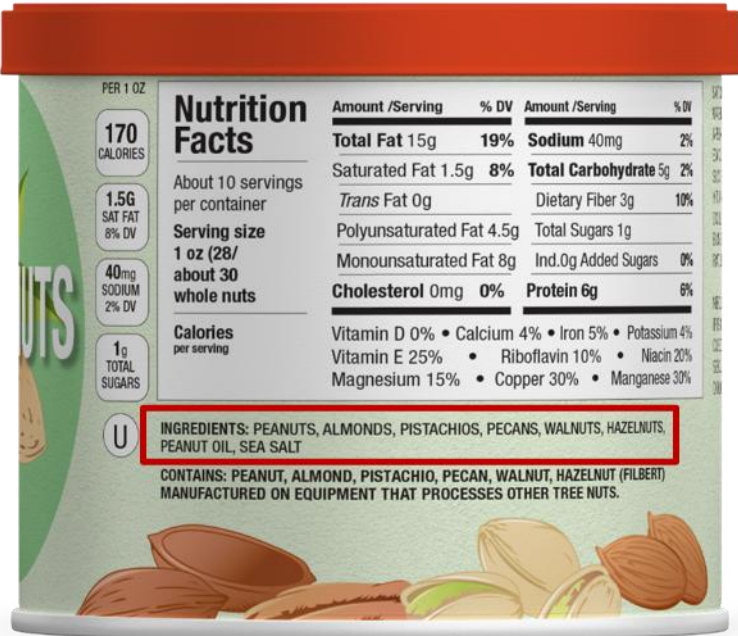 PER 1 OZ
170
CALORIES
1.5G
SAT FAT
8% DV
40mg
SODIUM
2% DV
1g
TOTAL
SUGARS
U
UTS
Nutrition
Facts
About 10 servings
per container
Serving size
1 oz (28/
about 30
whole nuts
Calories
per serving
Amount /Serving % DV
Total Fat 15g 19%
Saturated Fat 1.5g 8%
Trans Fat 0g
Polyunsaturated Fat 4.5g
Monounsaturated Fat 8g
Cholesterol 0mg 0%
Amount /Serving % DV
Sodium 40mg 2%
Total Carbohydrate 5g 2%
Dietary Fiber 3g 10%
Total Sugars 1g
Ind.0g Added Sugars 0%
Protein 6g 6%
Vitamin D 0% • Calcium 4% • Iron 5% • Potassium 4%
Vitamin E 25% • Riboflavin 10% • Niacin 20%
Magnesium 15% • Copper 30% • Manganese 30%
INGREDIENTS: PEANUTS, ALMONDS, PISTACHIOS, PECANS, WALNUTS, HAZELNUTS,
PEANUT OIL, SEA SALT
CONTAINS: PEANUT, ALMOND, PISTACHIO, PECAN, WALNUT, HAZELNUT (FILBERT)
MANUFACTURED ON EQUIPMENT THAT PROCESSES OTHER TREE NUTS.